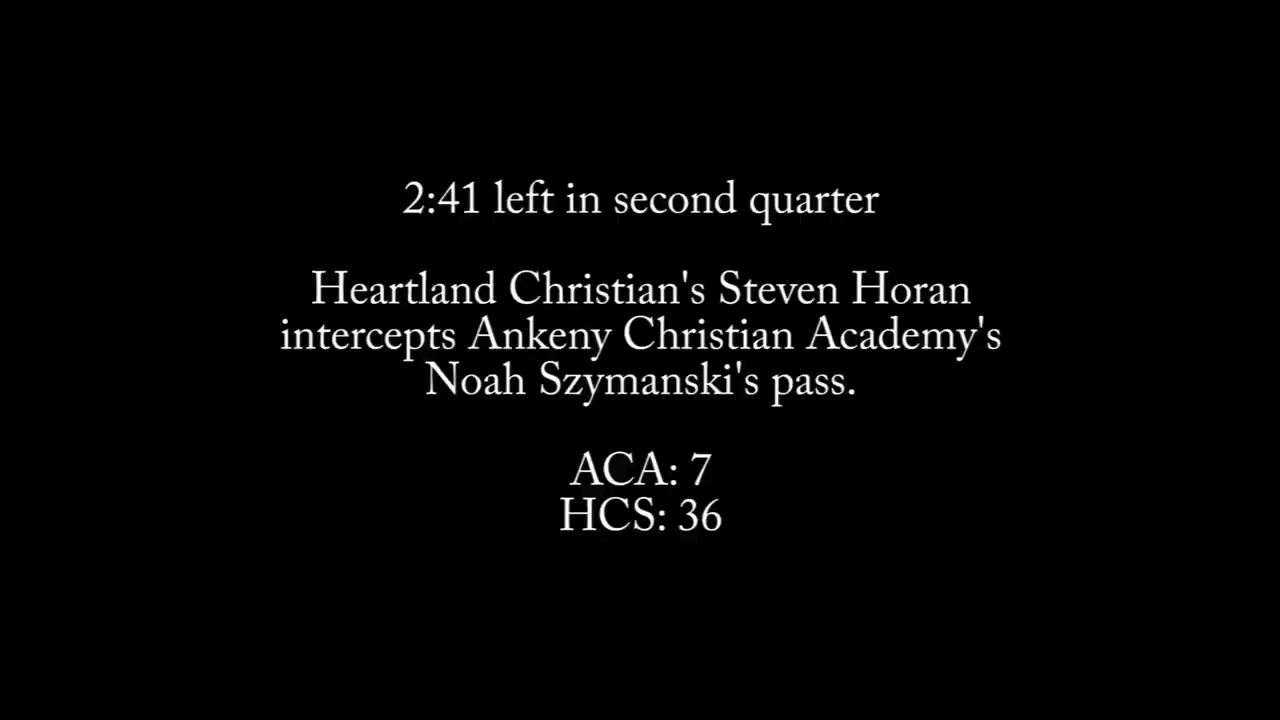 2:41 left in second quarter
Heartland Christian's Steven Horan
intercepts Ankeny Christian Academy's
Noah Szymanski's pass.
ACA: 7
HCS: 36